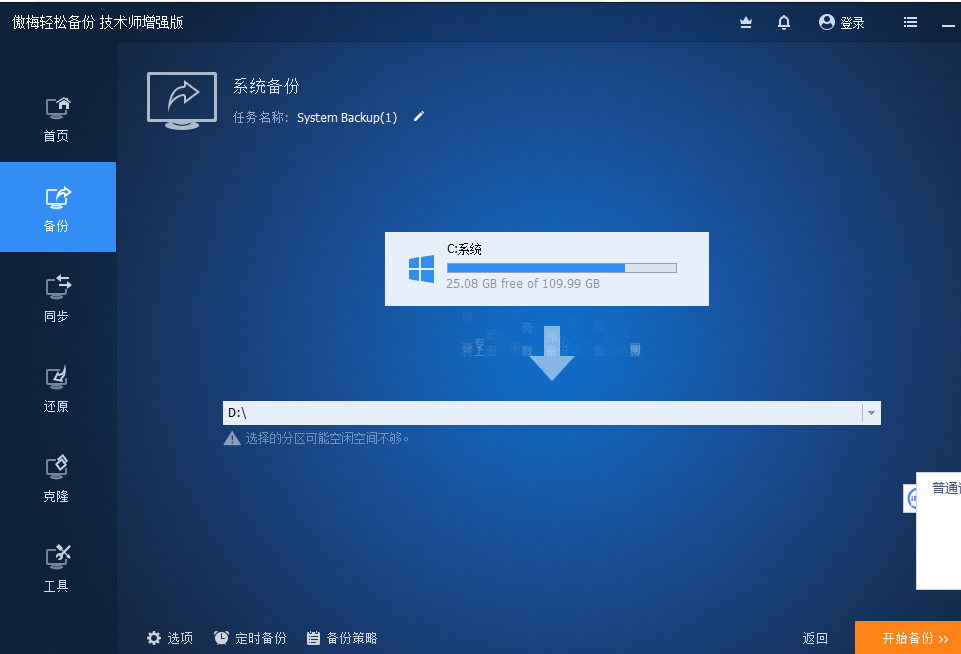 傲梅轻松备份 技术师增强版
登录
系统备份
任务名称： System Backup(1)
首页
备份
同步
还原
克隆
工具
C:系统
25.08 GB free of 109.99 GB
D:\
选择的分区可能空闲空间不够。
普通
选项
定时备份
备份策略
返回
开始备份 »